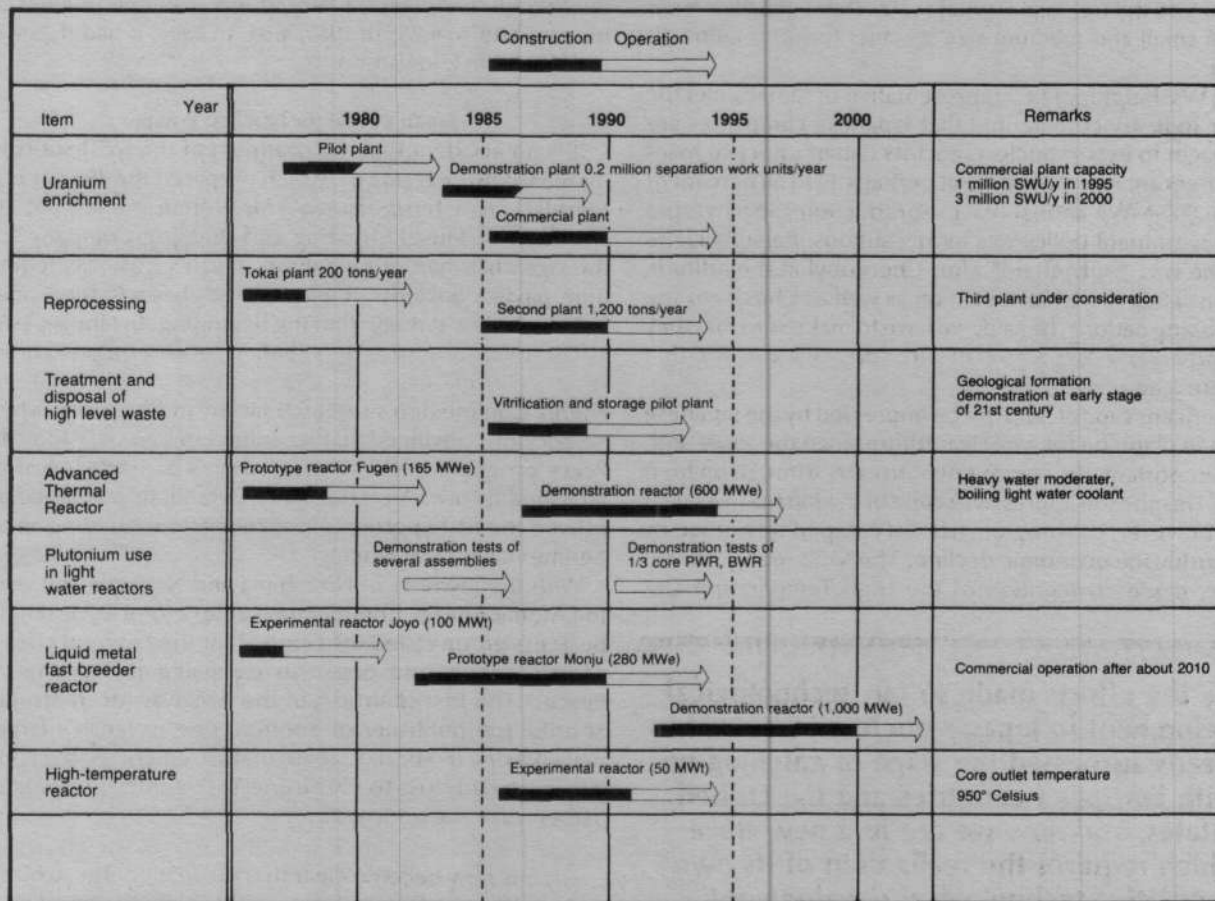 Construction Operation
Year
Item
1980 1985 1990 1995 2000
Remarks
Uranium
enrichment
Pilot plant
Demonstration plant 0.2 million separation work units/year
Commercial plant
Commercial plant capacity
1 million SWU/y in 1995
3 million SWU/y in 2000
Reprocessing
Tokai plant 200 tons/year
Second plant 1,200 tons/year
Third plant under consideration
Treatment and
disposal of
high level waste
Vitrification and storage pilot plant
Geological formation
demonstration at early stage
of 21st century
Advanced
Thermal
Reactor
Prototype reactor Fugen (165 MWe)
Demonstration reactor (600 MWe)
Heavy water moderater,
boiling light water coolant
Plutonium use
in light
water reactors
Demonstration tests of
several assemblies
Demonstration tests of
1/3 core PWR, BWR
Liquid metal
fast breeder
reactor
Experimental reactor Joyo (100 MWt)
Prototype reactor Monju (280 MWe)
Demonstration reactor (1,000 MWe)
Commercial operation after about 2010
High-temperature
reactor
Experimental reactor (50 MWt)
Core outlet temperature
950° Celsius